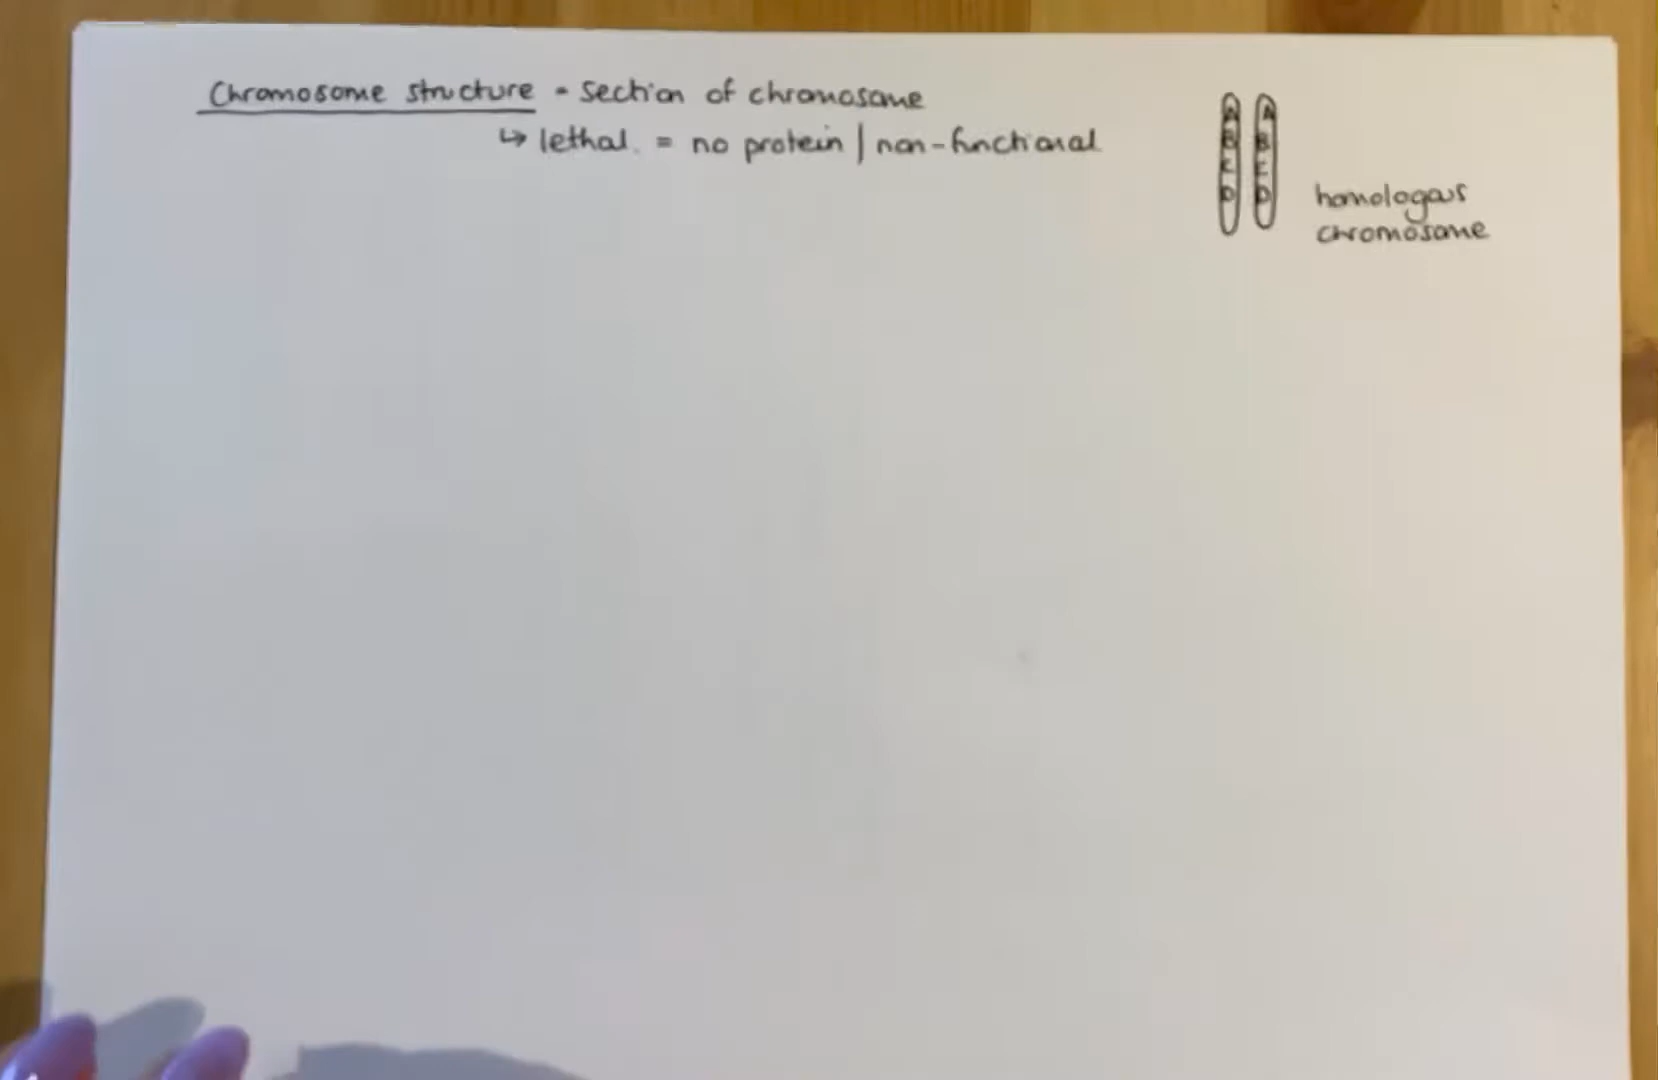 Chromosome structure - section of chromosome
↳ lethal. = no protein | non-functional
A A
B B
C C
D D
homologous
chromosome